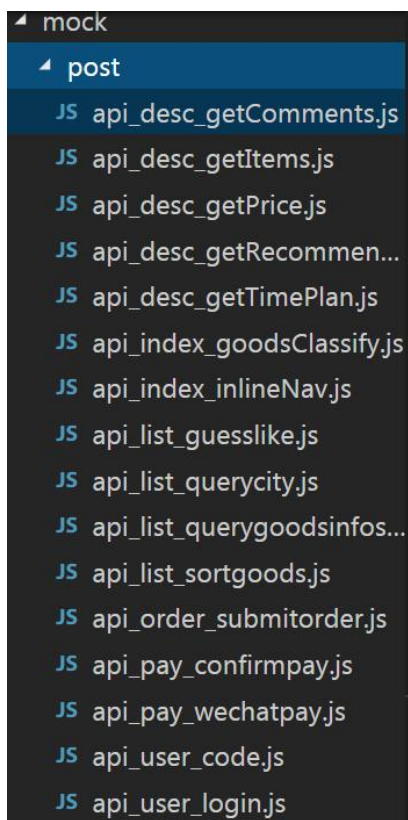 mock
post
JS api_desc_getComments.js
JS api_desc_getItems.js
JS api_desc_getPrice.js
JS api_desc_getRecommen...
JS api_desc_getTimePlan.js
JS api_index_goodsClassify.js
JS api_index_inlineNav.js
JS api_list_guesslike.js
JS api_list_querycity.js
JS api_list_querygoodsinfos...
JS api_list_sortgoods.js
JS api_order_submitorder.js
JS api_pay_confirmpay.js
JS api_pay_wechatpay.js
JS api_user_code.js
JS api_user_login.js